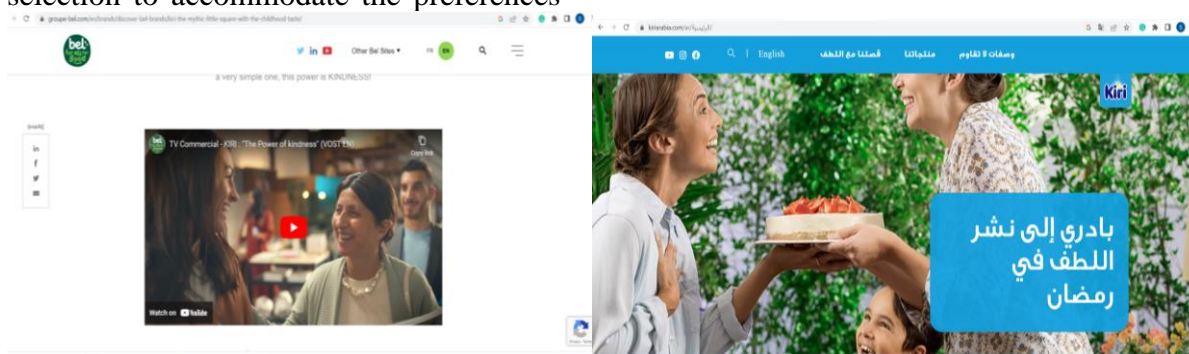 selection to accommodate the preferences
groupe-bel.com/en/brands/discover-bel-brands/kiri-the-mythic-little-square-with-the-childhood-taste/
bel
Other Bel Sites
FR
EN
a very simple one, this power is KINDNESS!
SHARE
TV Commercial - KIRI : "The Power of kindness" (VOST EN)
Copy link
Watch on YouTube
English
قصتنا مع اللطف
منتجاتنا
وصفات لا تقاوم
Kiri
بادري إلى نشر
اللطف في
رمضان